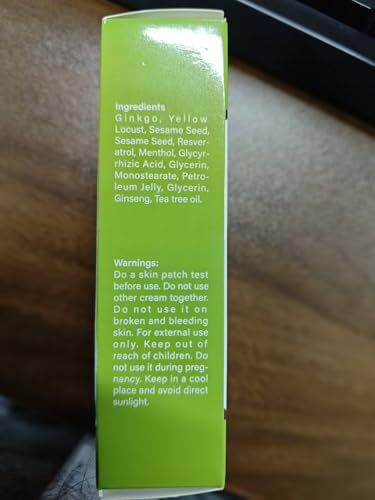 Ingredients
Ginkgo, Yellow
Locust, Sesame Seed,
Sesame Seed, Resver-
atrol, Menthol, Glycyr-
rhizic Acid, Glycerin,
Monostearate, Petro-
leum Jelly, Glycerin,
Ginseng, Tea tree oil.
Warnings:
Do a skin patch test
before use. Do not use
other cream together.
Do not use it on
broken and bleeding
skin. For external use
only. Keep out of
reach of children. Do
not use it during preg-
nancy. Keep in a cool
place and avoid direct
sunlight.